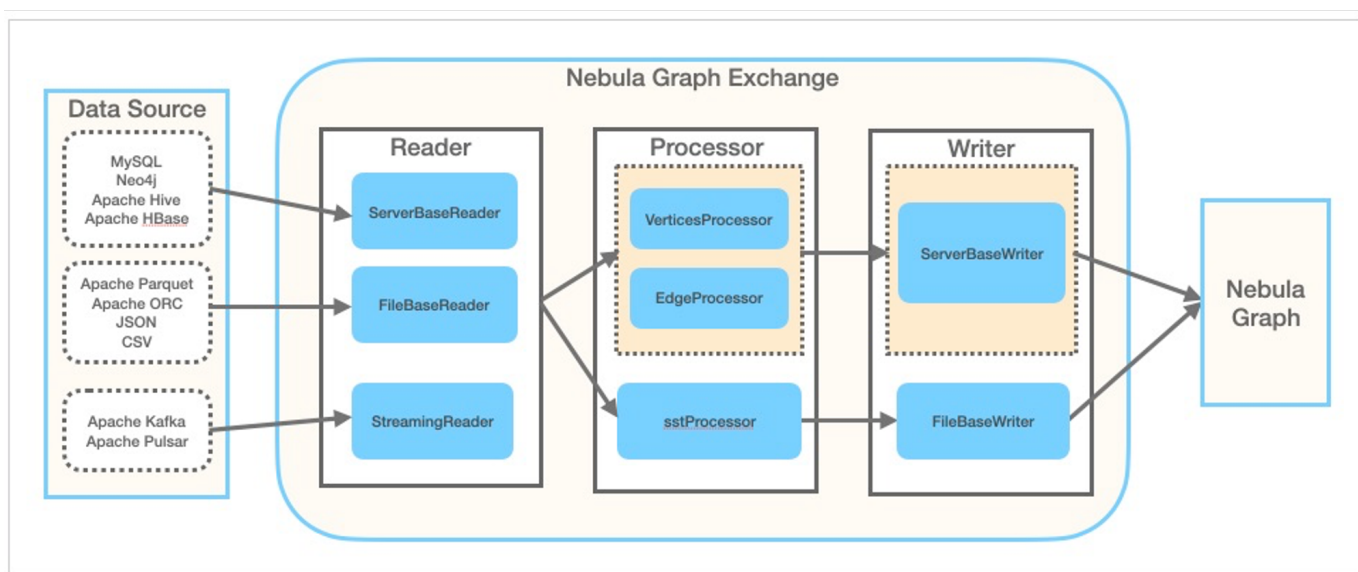 Nebula Graph Exchange
Data Source
MySQL
Neo4j
Apache Hive
Apache HBase
Apache Parquet
Apache ORC
JSON
CSV
Apache Kafka
Apache Pulsar
Reader
ServerBaseReader
FileBaseReader
StreamingReader
Processor
VerticesProcessor
EdgeProcessor
sstProcessor
Writer
ServerBaseWriter
FileBaseWriter
Nebula
Graph